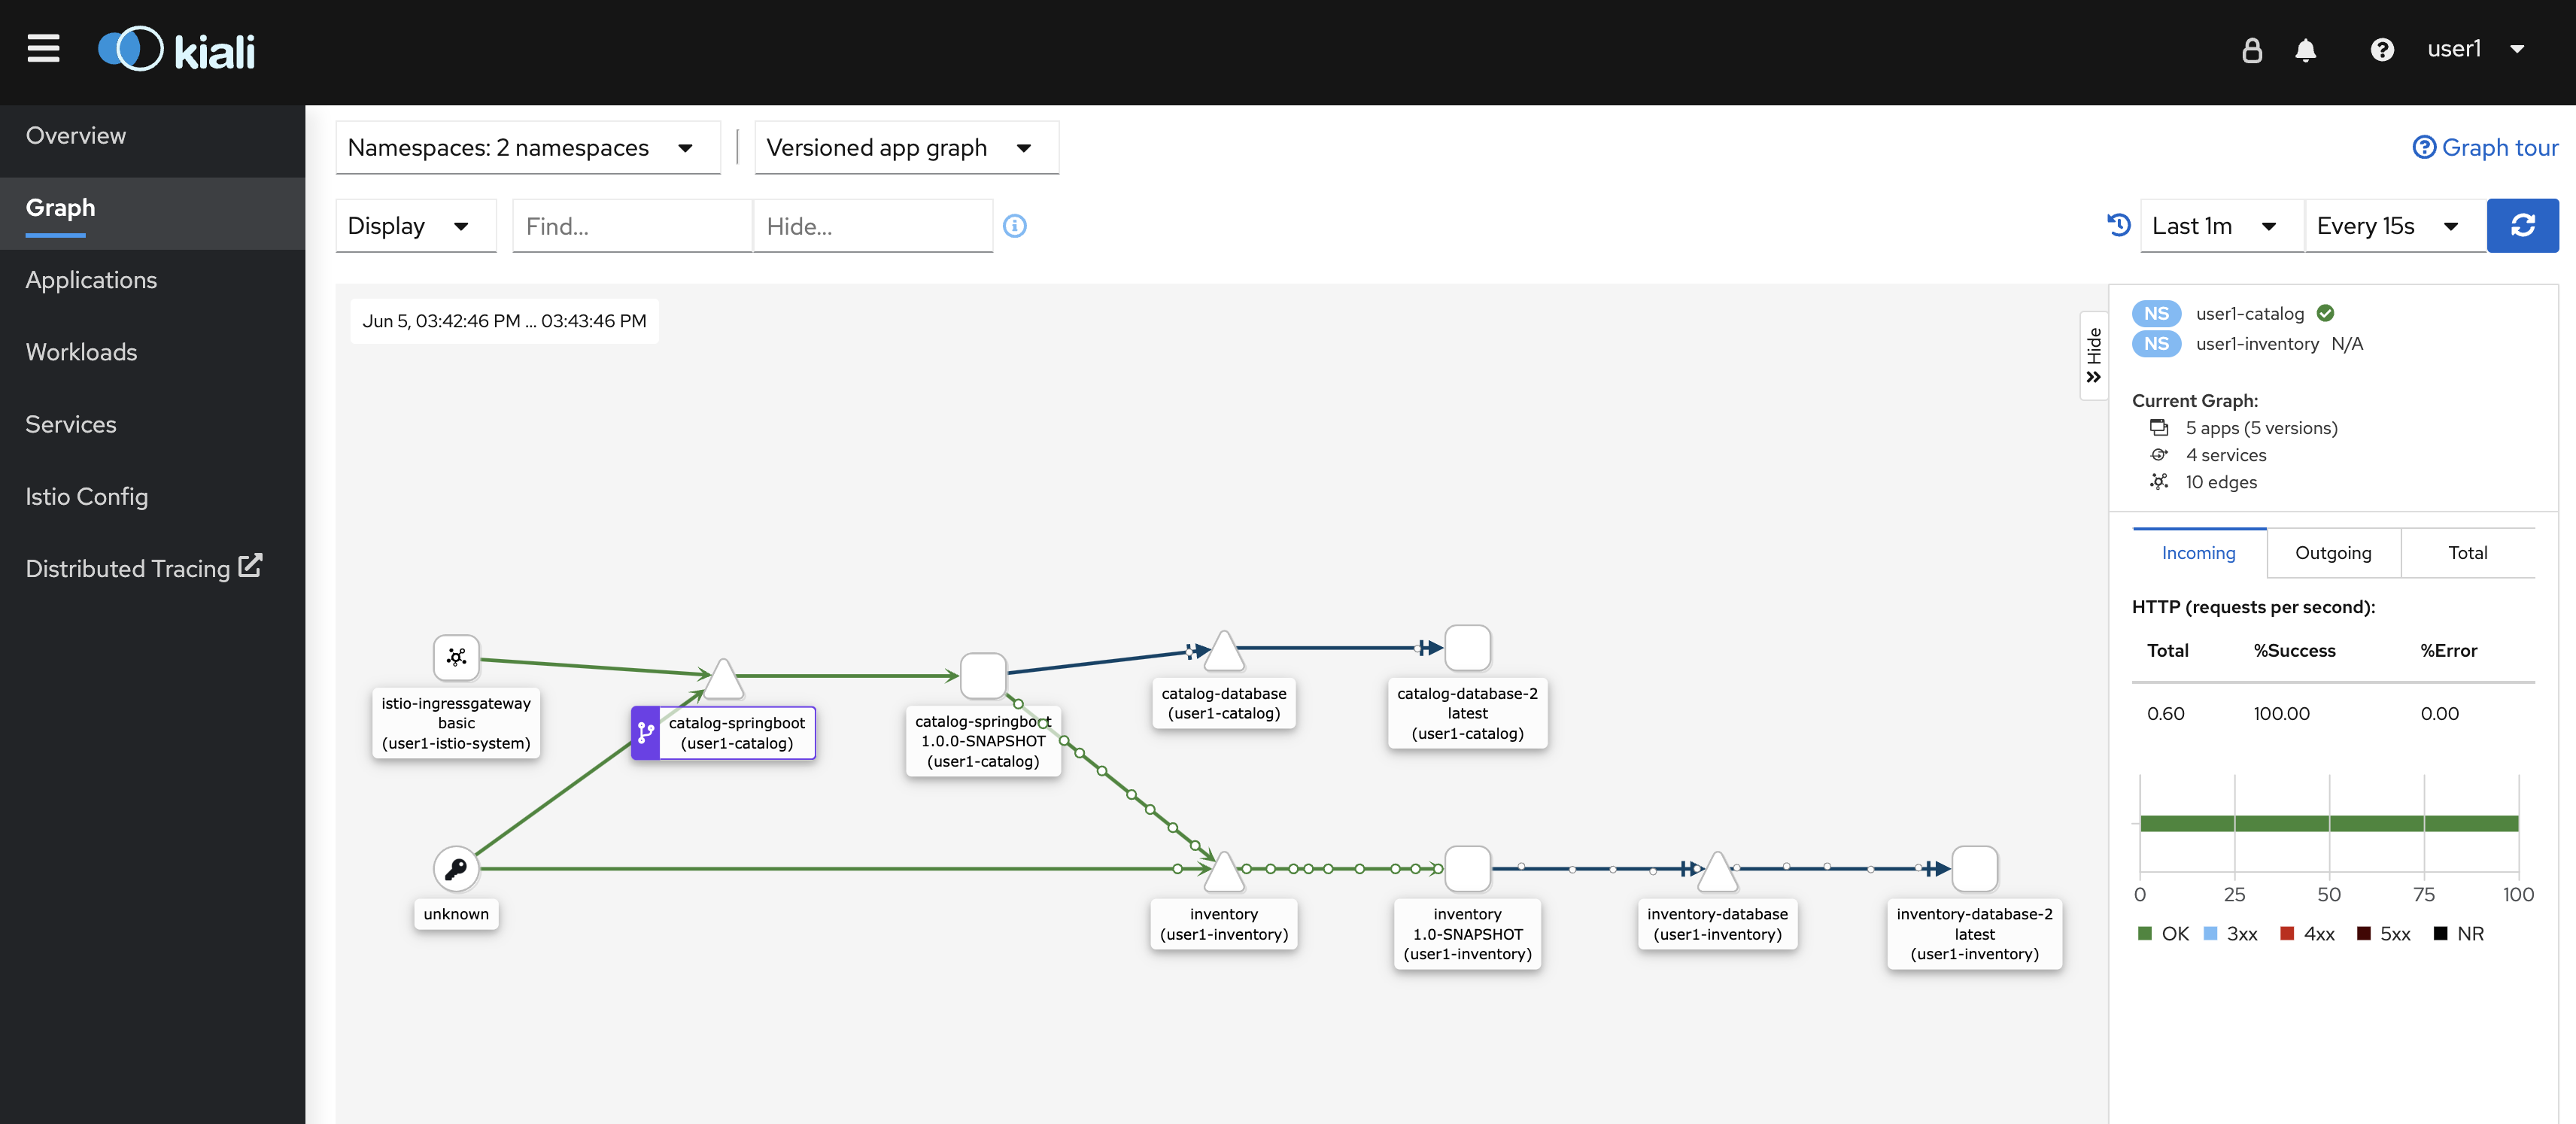 kiali
user1
Overview
Graph
Applications
Workloads
Services
Istio Config
Distributed Tracing
Namespaces: 2 namespaces
Versioned app graph
Graph tour
Display
Find...
Hide...
Last 1m
Every 15s
Jun 5, 03:42:46 PM ... 03:43:46 PM
Hide
istio-ingressgateway
basic
(user1-istio-system)
catalog-springboot
(user1-catalog)
catalog-springboot
1.0.0-SNAPSHOT
(user1-catalog)
catalog-database
(user1-catalog)
catalog-database-2
latest
(user1-catalog)
unknown
inventory
(user1-inventory)
inventory
1.0-SNAPSHOT
(user1-inventory)
inventory-database
(user1-inventory)
inventory-database-2
latest
(user1-inventory)
NS user1-catalog
NS user1-inventory N/A
Current Graph:
5 apps (5 versions)
4 services
10 edges
Incoming Outgoing Total
HTTP (requests per second):
Total %Success %Error
0.60 100.00 0.00
0 25 50 75 100
OK 3xx 4xx 5xx NR